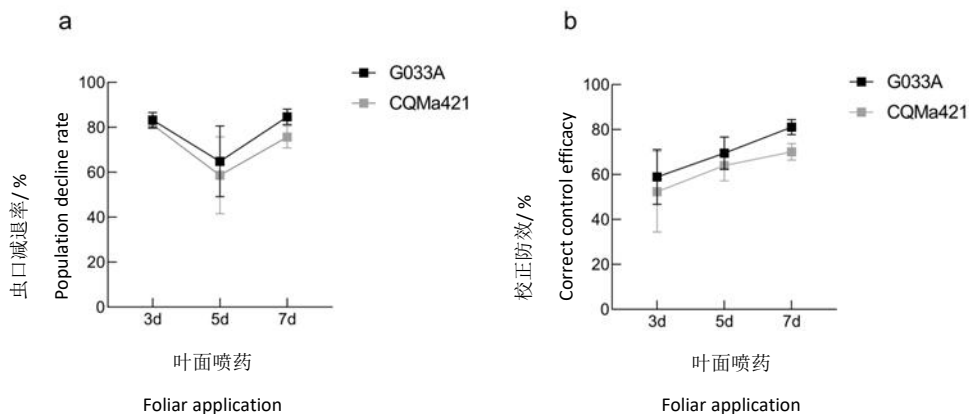 a
G033A
CQMa421
100
80
60
40
20
0
3d 5d 7d
虫口减退率/%
Population decline rate
叶面喷药
Foliar application
b
G033A
CQMa421
100
80
60
40
20
0
3d 5d 7d
校正防效/%
Correct control efficacy
叶面喷药
Foliar application